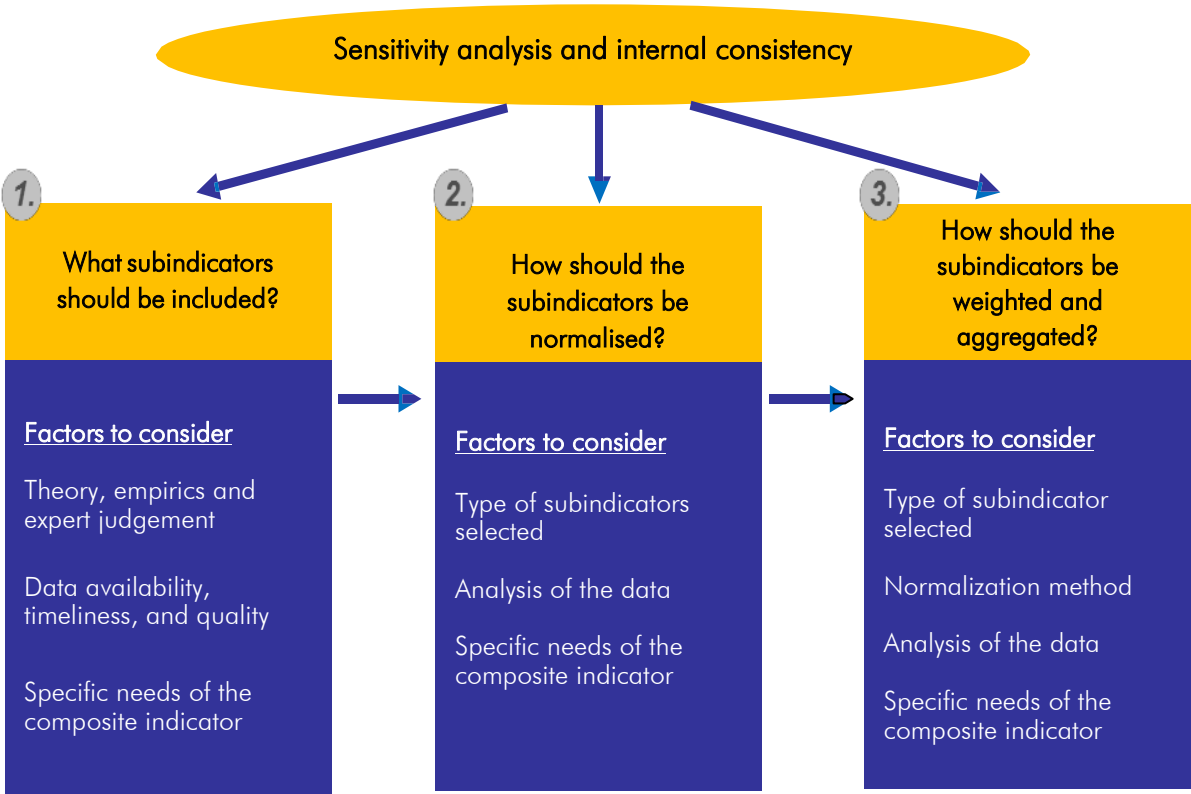 Sensitivity analysis and internal consistency
1.
What subindicators
should be included?
Factors to consider
Theory, empirics and
expert judgement
Data availability,
timeliness, and quality
Specific needs of the
composite indicator
2.
How should the
subindicators be
normalised?
Factors to consider
Type of subindicators
selected
Analysis of the data
Specific needs of the
composite indicator
3.
How should the
subindicators be
weighted and
aggregated?
Factors to consider
Type of subindicator
selected
Normalization method
Analysis of the data
Specific needs of the
composite indicator